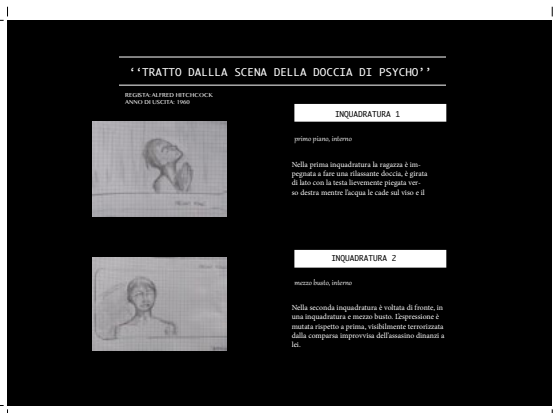 ‘‘TRATTO DALLLA SCENA DELLA DOCCIA DI PSYCHO’’
REGISTA: ALFRED HITCHCOCK
ANNO DI USCITA: 1960
INQUADRATURA 1
primo piano, interno
Nella prima inquadratura la ragazza è im-
pegnata a fare una rilassante doccia, è girata
di lato con la testa lievemente piegata ver-
so destra mentre l'acqua le cade sul viso e il
INQUADRATURA 2
mezzo busto, interno
Nella seconda inquadratura è voltata di fronte, in
una inquadratura e mezzo busto. L'espressione è
mutata rispetto a prima, visibilmente terrorizzata
dalla comparsa improvvisa dell'assasino dinanzi a
lei.